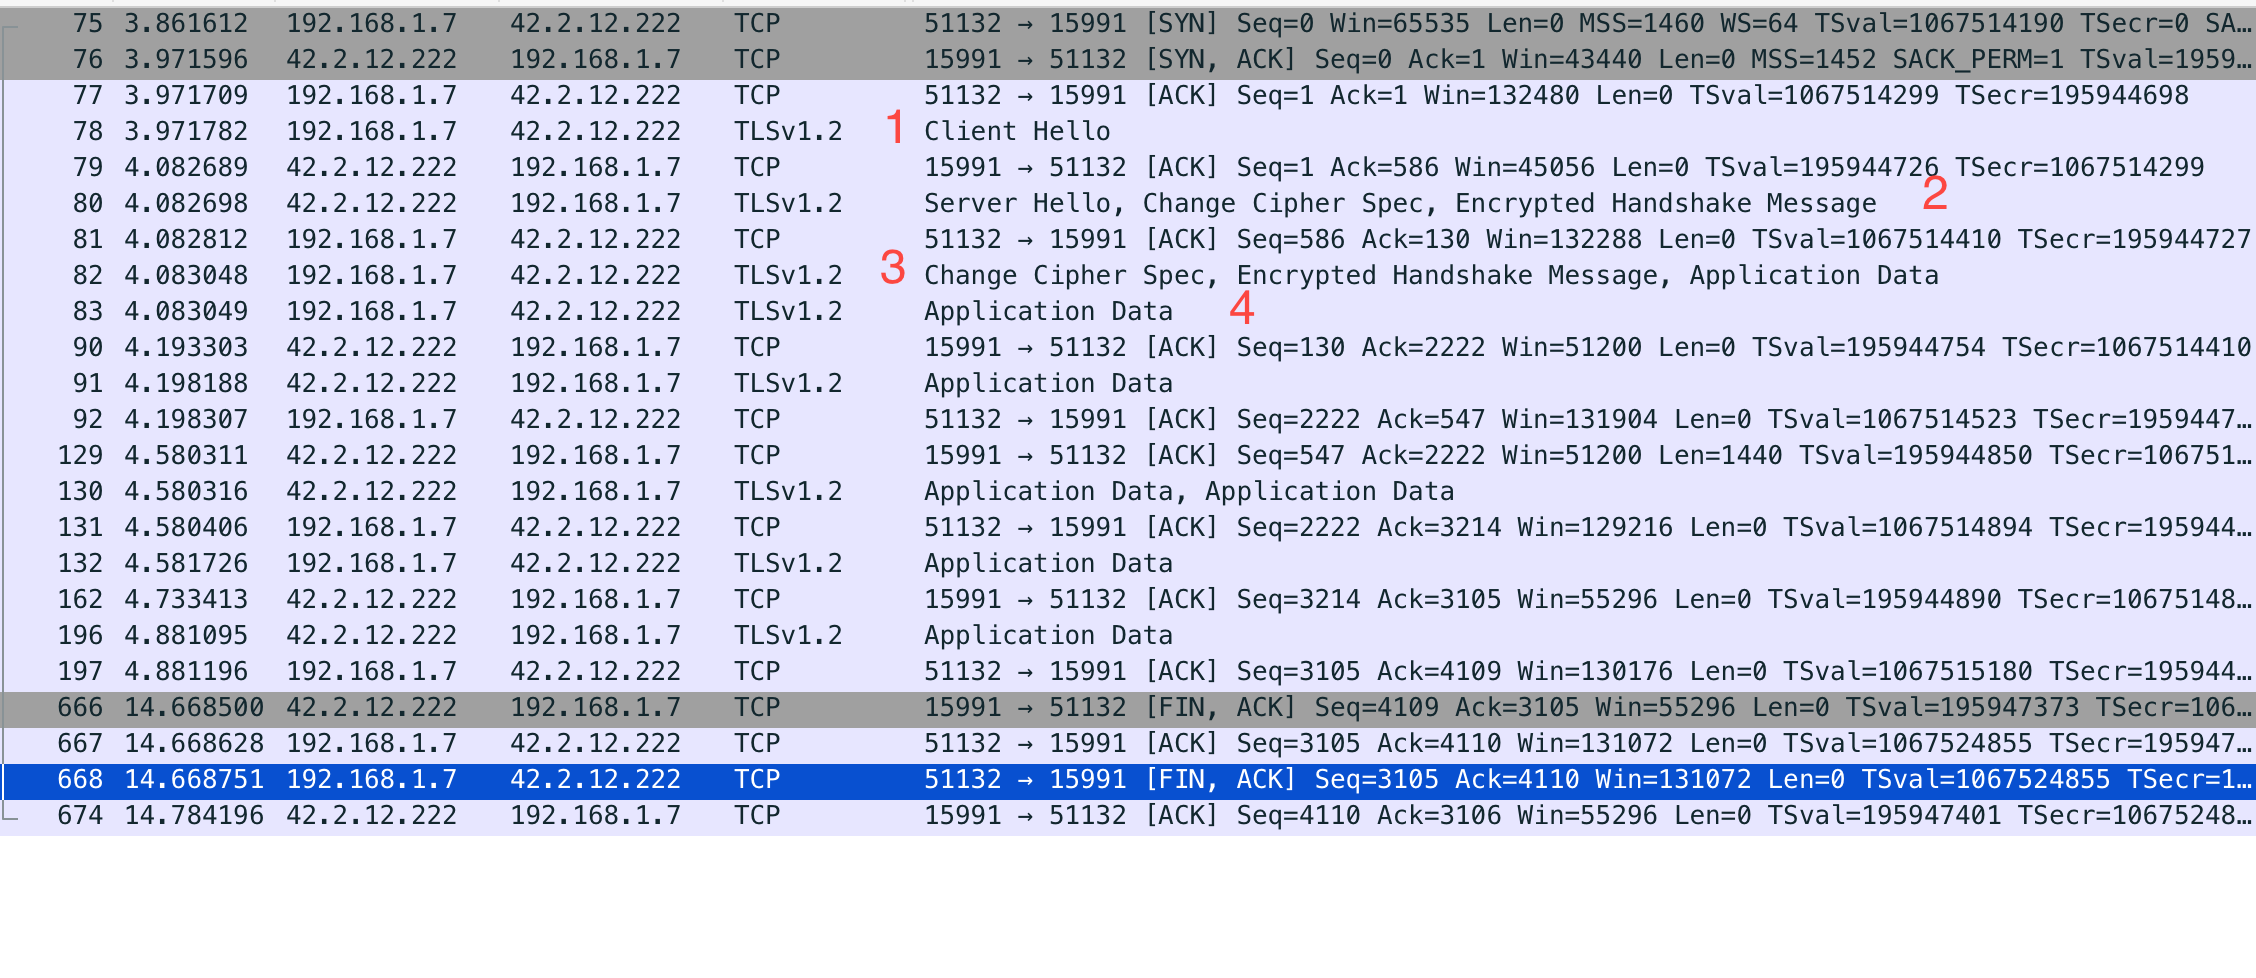 75 3.861612 192.168.1.7 42.2.12.222 TCP 51132 → 15991 [SYN] Seq=0 Win=65535 Len=0 MSS=1460 WS=64 TSval=1067514190 TSecr=0 SA…
76 3.971596 42.2.12.222 192.168.1.7 TCP 15991 → 51132 [SYN, ACK] Seq=0 Ack=1 Win=43440 Len=0 MSS=1452 SACK_PERM=1 TSval=1959…
77 3.971709 192.168.1.7 42.2.12.222 TCP 51132 → 15991 [ACK] Seq=1 Ack=1 Win=132480 Len=0 TSval=1067514299 TSecr=195944698
78 3.971782 192.168.1.7 42.2.12.222 TLSv1.2 1 Client Hello
79 4.082689 42.2.12.222 192.168.1.7 TCP 15991 → 51132 [ACK] Seq=1 Ack=586 Win=45056 Len=0 TSval=195944726 TSecr=1067514299
80 4.082698 42.2.12.222 192.168.1.7 TLSv1.2 Server Hello, Change Cipher Spec, Encrypted Handshake Message 2
81 4.082812 192.168.1.7 42.2.12.222 TCP 51132 → 15991 [ACK] Seq=586 Ack=130 Win=132288 Len=0 TSval=1067514410 TSecr=195944727
82 4.083048 192.168.1.7 42.2.12.222 TLSv1.2 3 Change Cipher Spec, Encrypted Handshake Message, Application Data
83 4.083049 192.168.1.7 42.2.12.222 TLSv1.2 Application Data 4
90 4.193303 42.2.12.222 192.168.1.7 TCP 15991 → 51132 [ACK] Seq=130 Ack=2222 Win=51200 Len=0 TSval=195944754 TSecr=1067514410
91 4.198188 42.2.12.222 192.168.1.7 TLSv1.2 Application Data
92 4.198307 192.168.1.7 42.2.12.222 TCP 51132 → 15991 [ACK] Seq=2222 Ack=547 Win=131904 Len=0 TSval=1067514523 TSecr=1959447…
129 4.580311 42.2.12.222 192.168.1.7 TCP 15991 → 51132 [ACK] Seq=547 Ack=2222 Win=51200 Len=1440 TSval=195944850 TSecr=106751…
130 4.580316 42.2.12.222 192.168.1.7 TLSv1.2 Application Data, Application Data
131 4.580406 192.168.1.7 42.2.12.222 TCP 51132 → 15991 [ACK] Seq=2222 Ack=3214 Win=129216 Len=0 TSval=1067514894 TSecr=195944…
132 4.581726 192.168.1.7 42.2.12.222 TLSv1.2 Application Data
162 4.733413 42.2.12.222 192.168.1.7 TCP 15991 → 51132 [ACK] Seq=3214 Ack=3105 Win=55296 Len=0 TSval=195944890 TSecr=10675148…
196 4.881095 42.2.12.222 192.168.1.7 TLSv1.2 Application Data
197 4.881196 192.168.1.7 42.2.12.222 TCP 51132 → 15991 [ACK] Seq=3105 Ack=4109 Win=130176 Len=0 TSval=1067515180 TSecr=195944…
666 14.668500 42.2.12.222 192.168.1.7 TCP 15991 → 51132 [FIN, ACK] Seq=4109 Ack=3105 Win=55296 Len=0 TSval=195947373 TSecr=106…
667 14.668628 192.168.1.7 42.2.12.222 TCP 51132 → 15991 [ACK] Seq=3105 Ack=4110 Win=131072 Len=0 TSval=1067524855 TSecr=195947…
668 14.668751 192.168.1.7 42.2.12.222 TCP 51132 → 15991 [FIN, ACK] Seq=3105 Ack=4110 Win=131072 Len=0 TSval=1067524855 TSecr=1…
674 14.784196 42.2.12.222 192.168.1.7 TCP 15991 → 51132 [ACK] Seq=4110 Ack=3106 Win=55296 Len=0 TSval=195947401 TSecr=10675248…